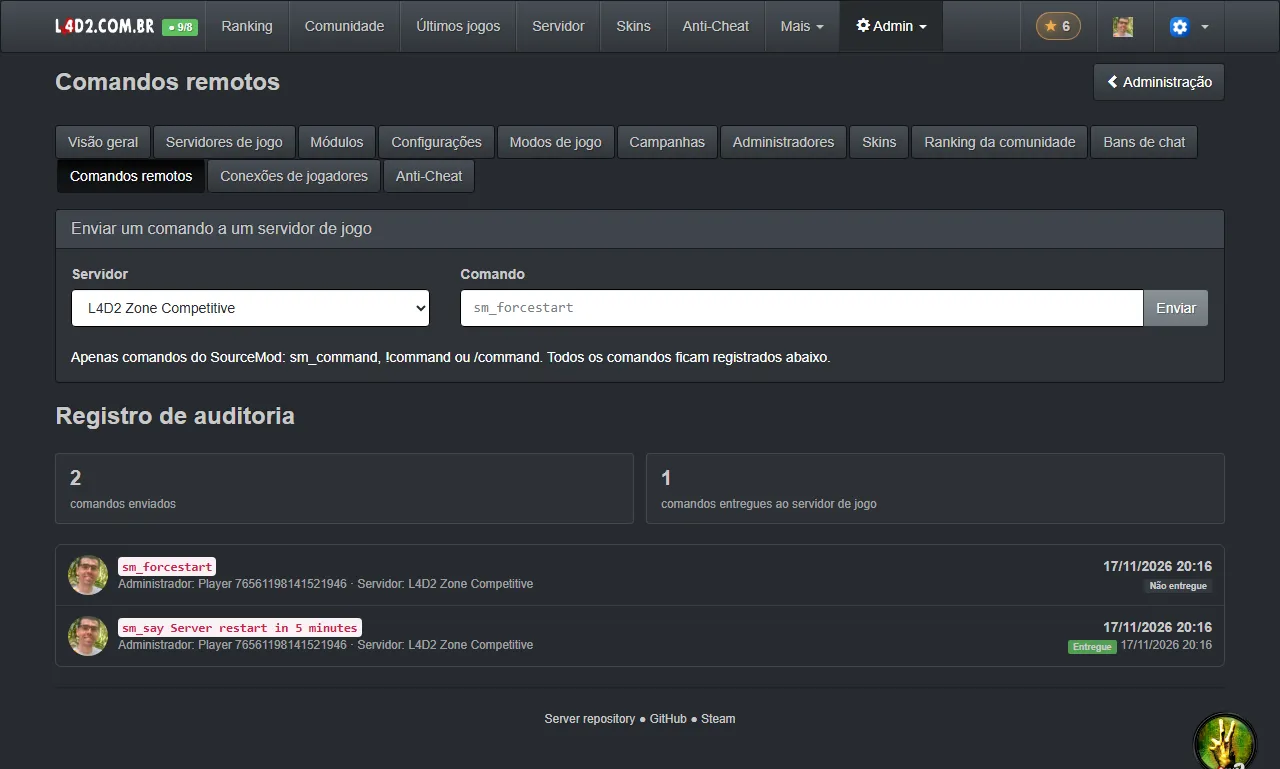 L4D2.COM.BR ● 9/8 Ranking Comunidade Últimos jogos Servidor Skins Anti-Cheat Mais Admin 6
Comandos remotos
Administração
Visão geral Servidores de jogo Módulos Configurações Modos de jogo Campanhas Administradores Skins Ranking da comunidade Bans de chat
Comandos remotos Conexões de jogadores Anti-Cheat
Enviar um comando a um servidor de jogo
Servidor Comando
L4D2 Zone Competitive sm_forcestart Enviar
Apenas comandos do SourceMod: sm_command, !command ou /command. Todos os comandos ficam registrados abaixo.
Registro de auditoria
2 1
comandos enviados comandos entregues ao servidor de jogo
sm_forcestart 17/11/2026 20:16
Administrador: Player 76561198141521946 · Servidor: L4D2 Zone Competitive Não entregue
sm_say Server restart in 5 minutes 17/11/2026 20:16
Administrador: Player 76561198141521946 · Servidor: L4D2 Zone Competitive Entregue 17/11/2026 20:16
Server repository ● GitHub ● Steam